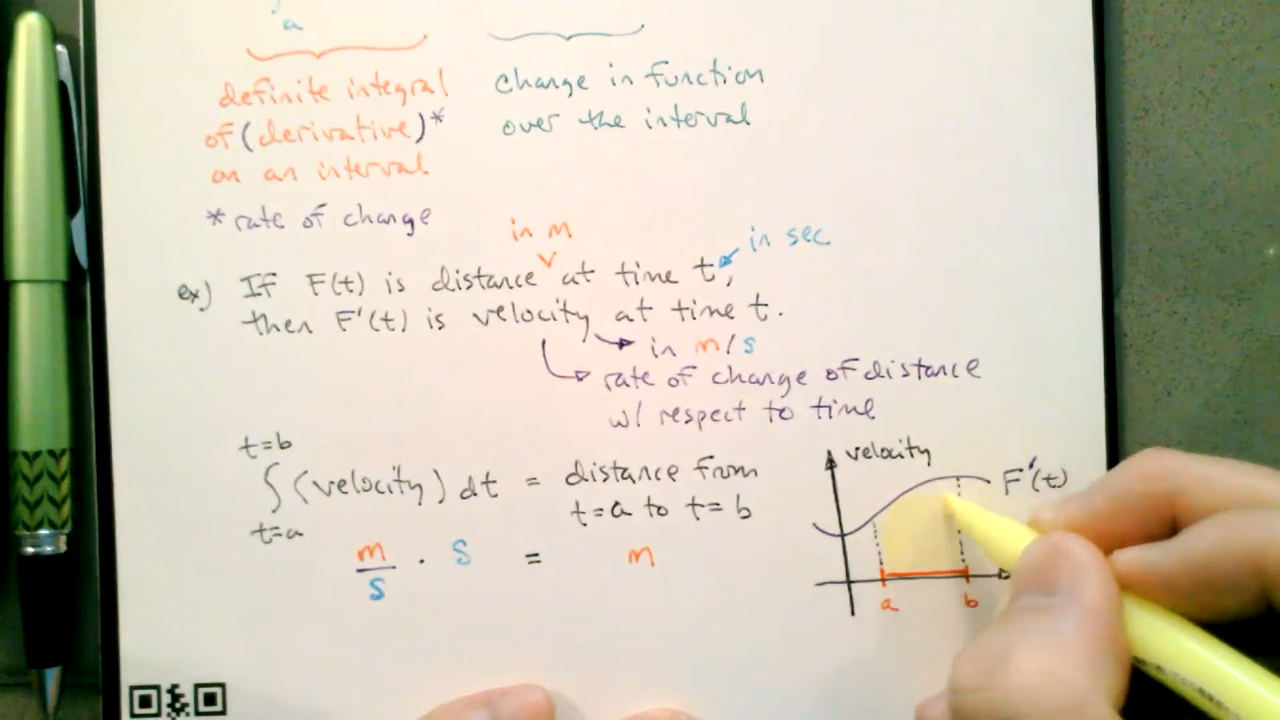 a
definite integral
of (derivative)*
on an interval
change in function
over the interval
* rate of change
in m
in sec
ex) If F(t) is distance at time t,
then F'(t) is velocity at time t.
in m/s
rate of change of distance
w/ respect to time
t=b
∫(velocity) dt = distance from
t=a to t=b
t=a
m/s · s = m
velocity
F'(t)
a b